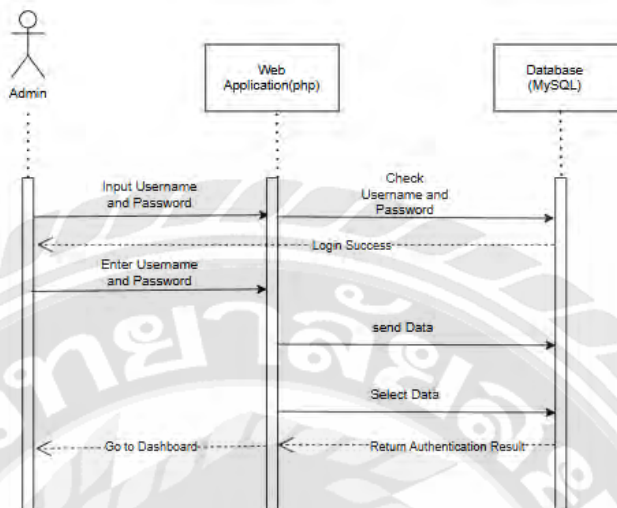 Admin
Web
Application(php)
Database
(MySQL)
Input Username
and Password
Check
Username and
Password
Login Success
Enter Username
and Password
send Data
Select Data
Go to Dashboard
Return Authentication Result